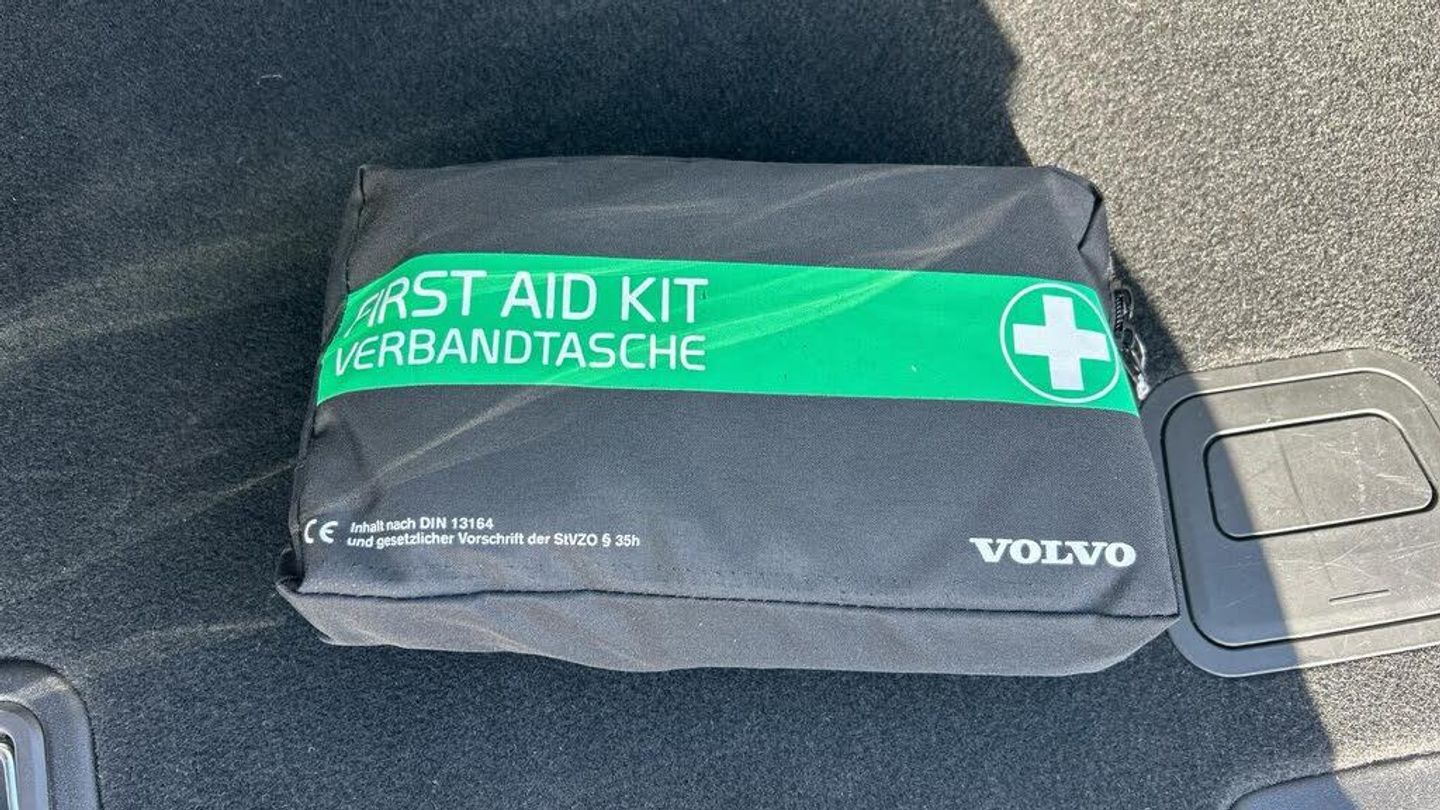 FIRST AID KIT
VERBANDTASCHE
CE Inhalt nach DIN 13164
und gesetzlicher Vorschrift der StVZO § 35h
VOLVO